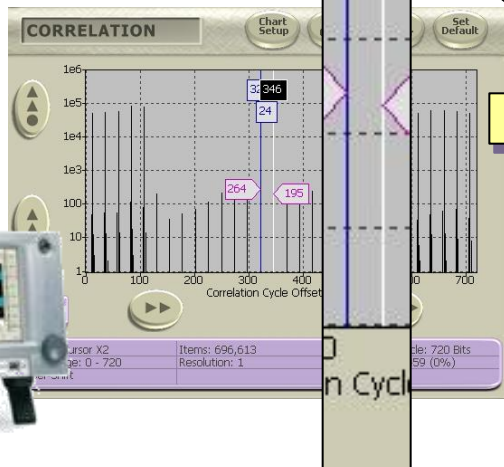 CORRELATION
Chart Setup
Set Default
1e6
1e5
1e4
1e3
100
10
1
346
24
264
195
0 100 200 300 400 700
Correlation Cycle Offset
n Cycl
ursor X2
Items: 696,613
cle: 720 Bits
ge: 0 - 720
Resolution: 1
59 (0%)